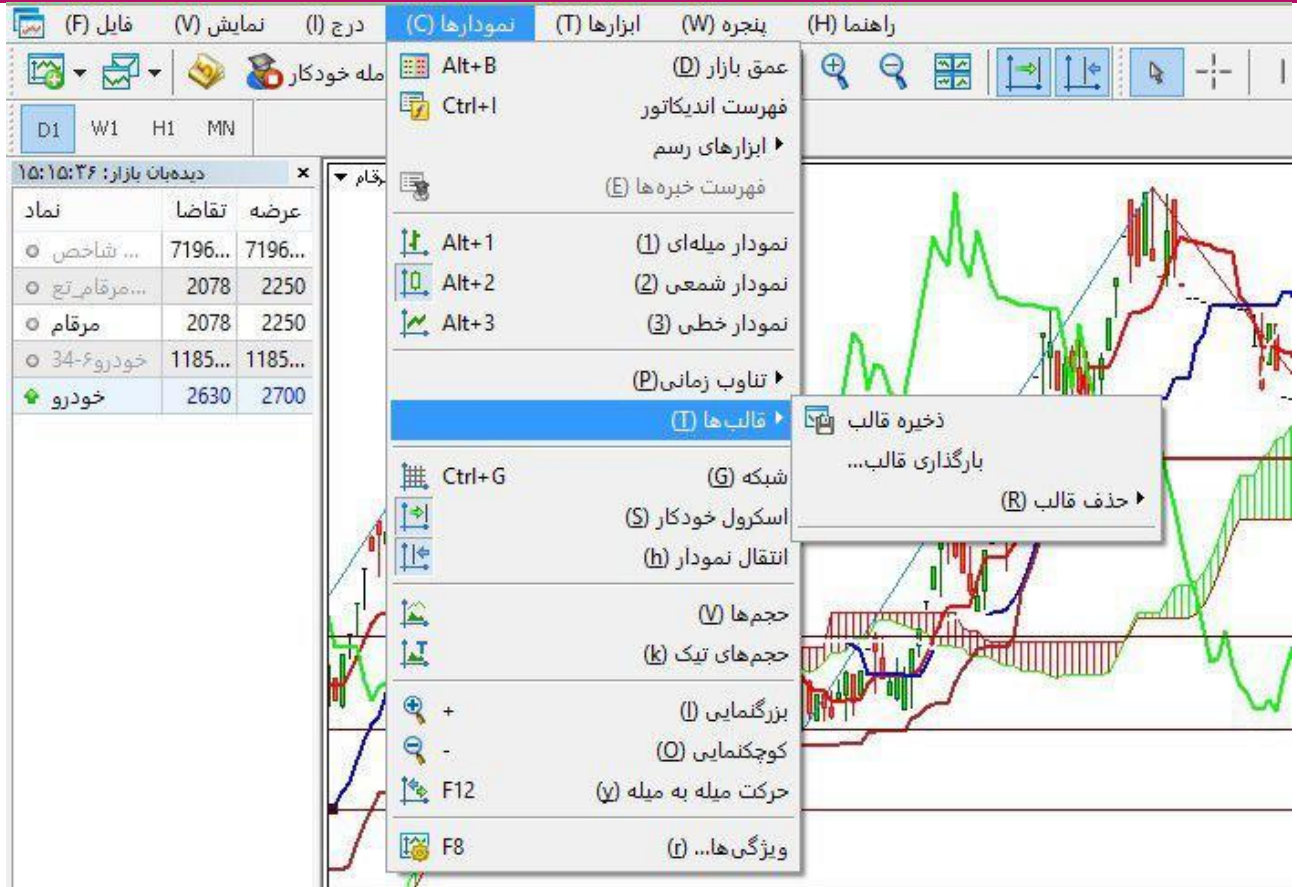 فایل (F) نمایش (V) درج (I) نمودارها (C) ابزارها (T) پنجره (W) راهنما (H)
مله خودکار
D1 W1 H1 MN
دیده‌بان بازار: ۱۵:۱۵:۳۶
نماد تقاضا عرضه
شاخص ... 7196... 7196...
مرقام_تع... 2078 2250
مرقام 2078 2250
خودرو۶-34 1185... 1185...
خودرو 2630 2700
رقام
عمق بازار (D) Alt+B
فهرست اندیکاتور Ctrl+I
ابزارهای رسم
فهرست خبره‌ها (E)
نمودار میله‌ای (1) Alt+1
نمودار شمعی (2) Alt+2
نمودار خطی (3) Alt+3
تناوب زمانی(P)
قالب‌ها (T)
ذخیره قالب
بارگذاری قالب...
حذف قالب (R)
شبکه (G) Ctrl+G
اسکرول خودکار (S)
انتقال نمودار (h)
حجم‌ها (V)
حجم‌های تیک (k)
بزرگنمایی (I) +
کوچکنمایی (O) -
حرکت میله به میله (y) F12
ویژگی‌ها... (r) F8